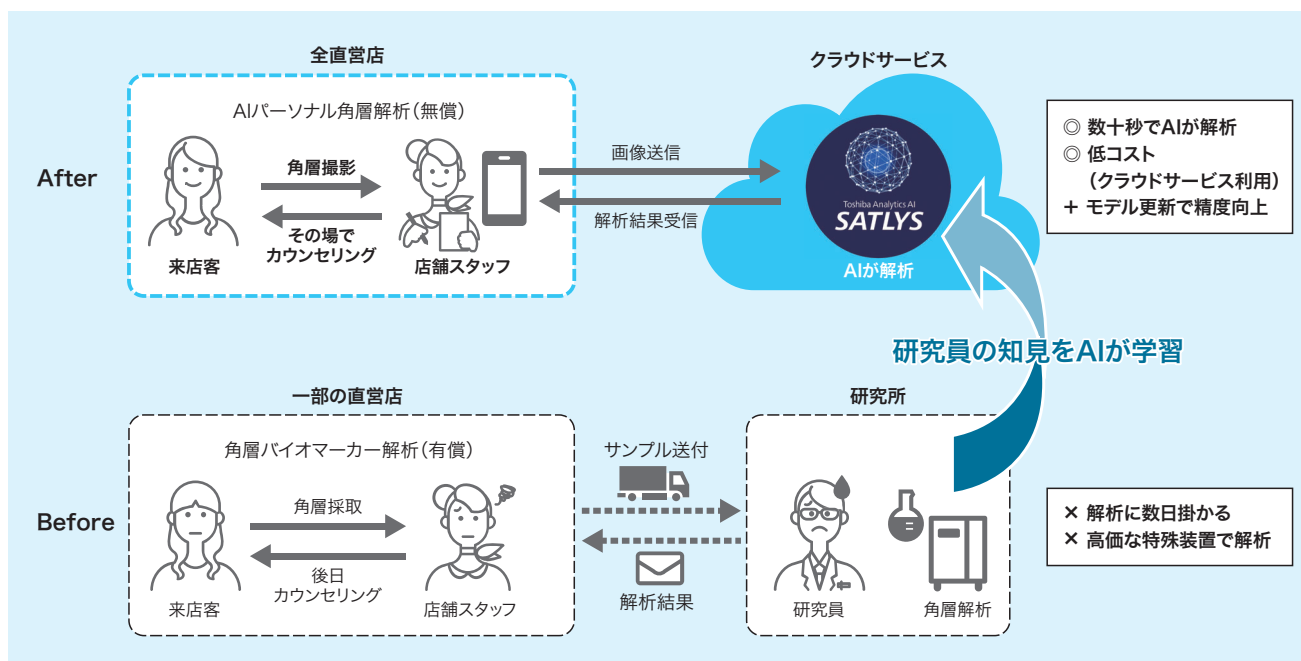 全直営店
クラウドサービス
After
AIパーソナル角層解析（無償）
角層撮影
その場で
カウンセリング
来店客
店舗スタッフ
画像送信
解析結果受信
Toshiba Analytics AI
SATLYS
AIが解析
◎ 数十秒でAIが解析
◎ 低コスト
（クラウドサービス利用）
＋ モデル更新で精度向上
研究員の知見をAIが学習
一部の直営店
研究所
Before
角層バイオマーカー解析（有償）
角層採取
後日
カウンセリング
来店客
店舗スタッフ
サンプル送付
解析結果
研究員
角層解析
× 解析に数日掛かる
× 高価な特殊装置で解析